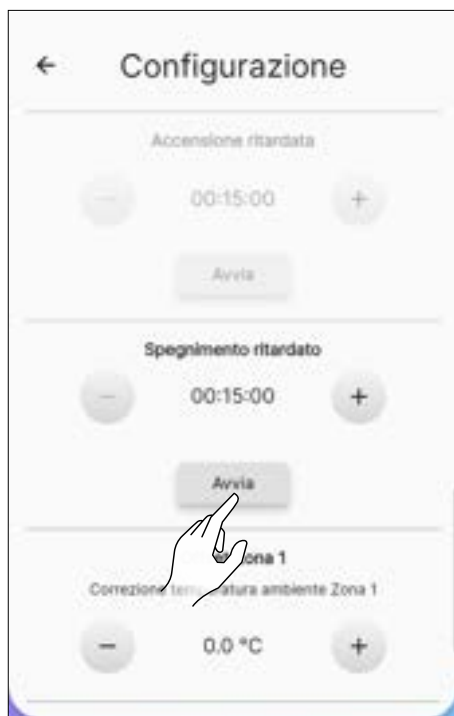 ← Configurazione
Accensione ritardata
− 00:15:00 +
Avvia
Spegnimento ritardato
− 00:15:00 +
Avvia
Zona 1
Correzione temperatura ambiente Zona 1
− 0.0 °C +